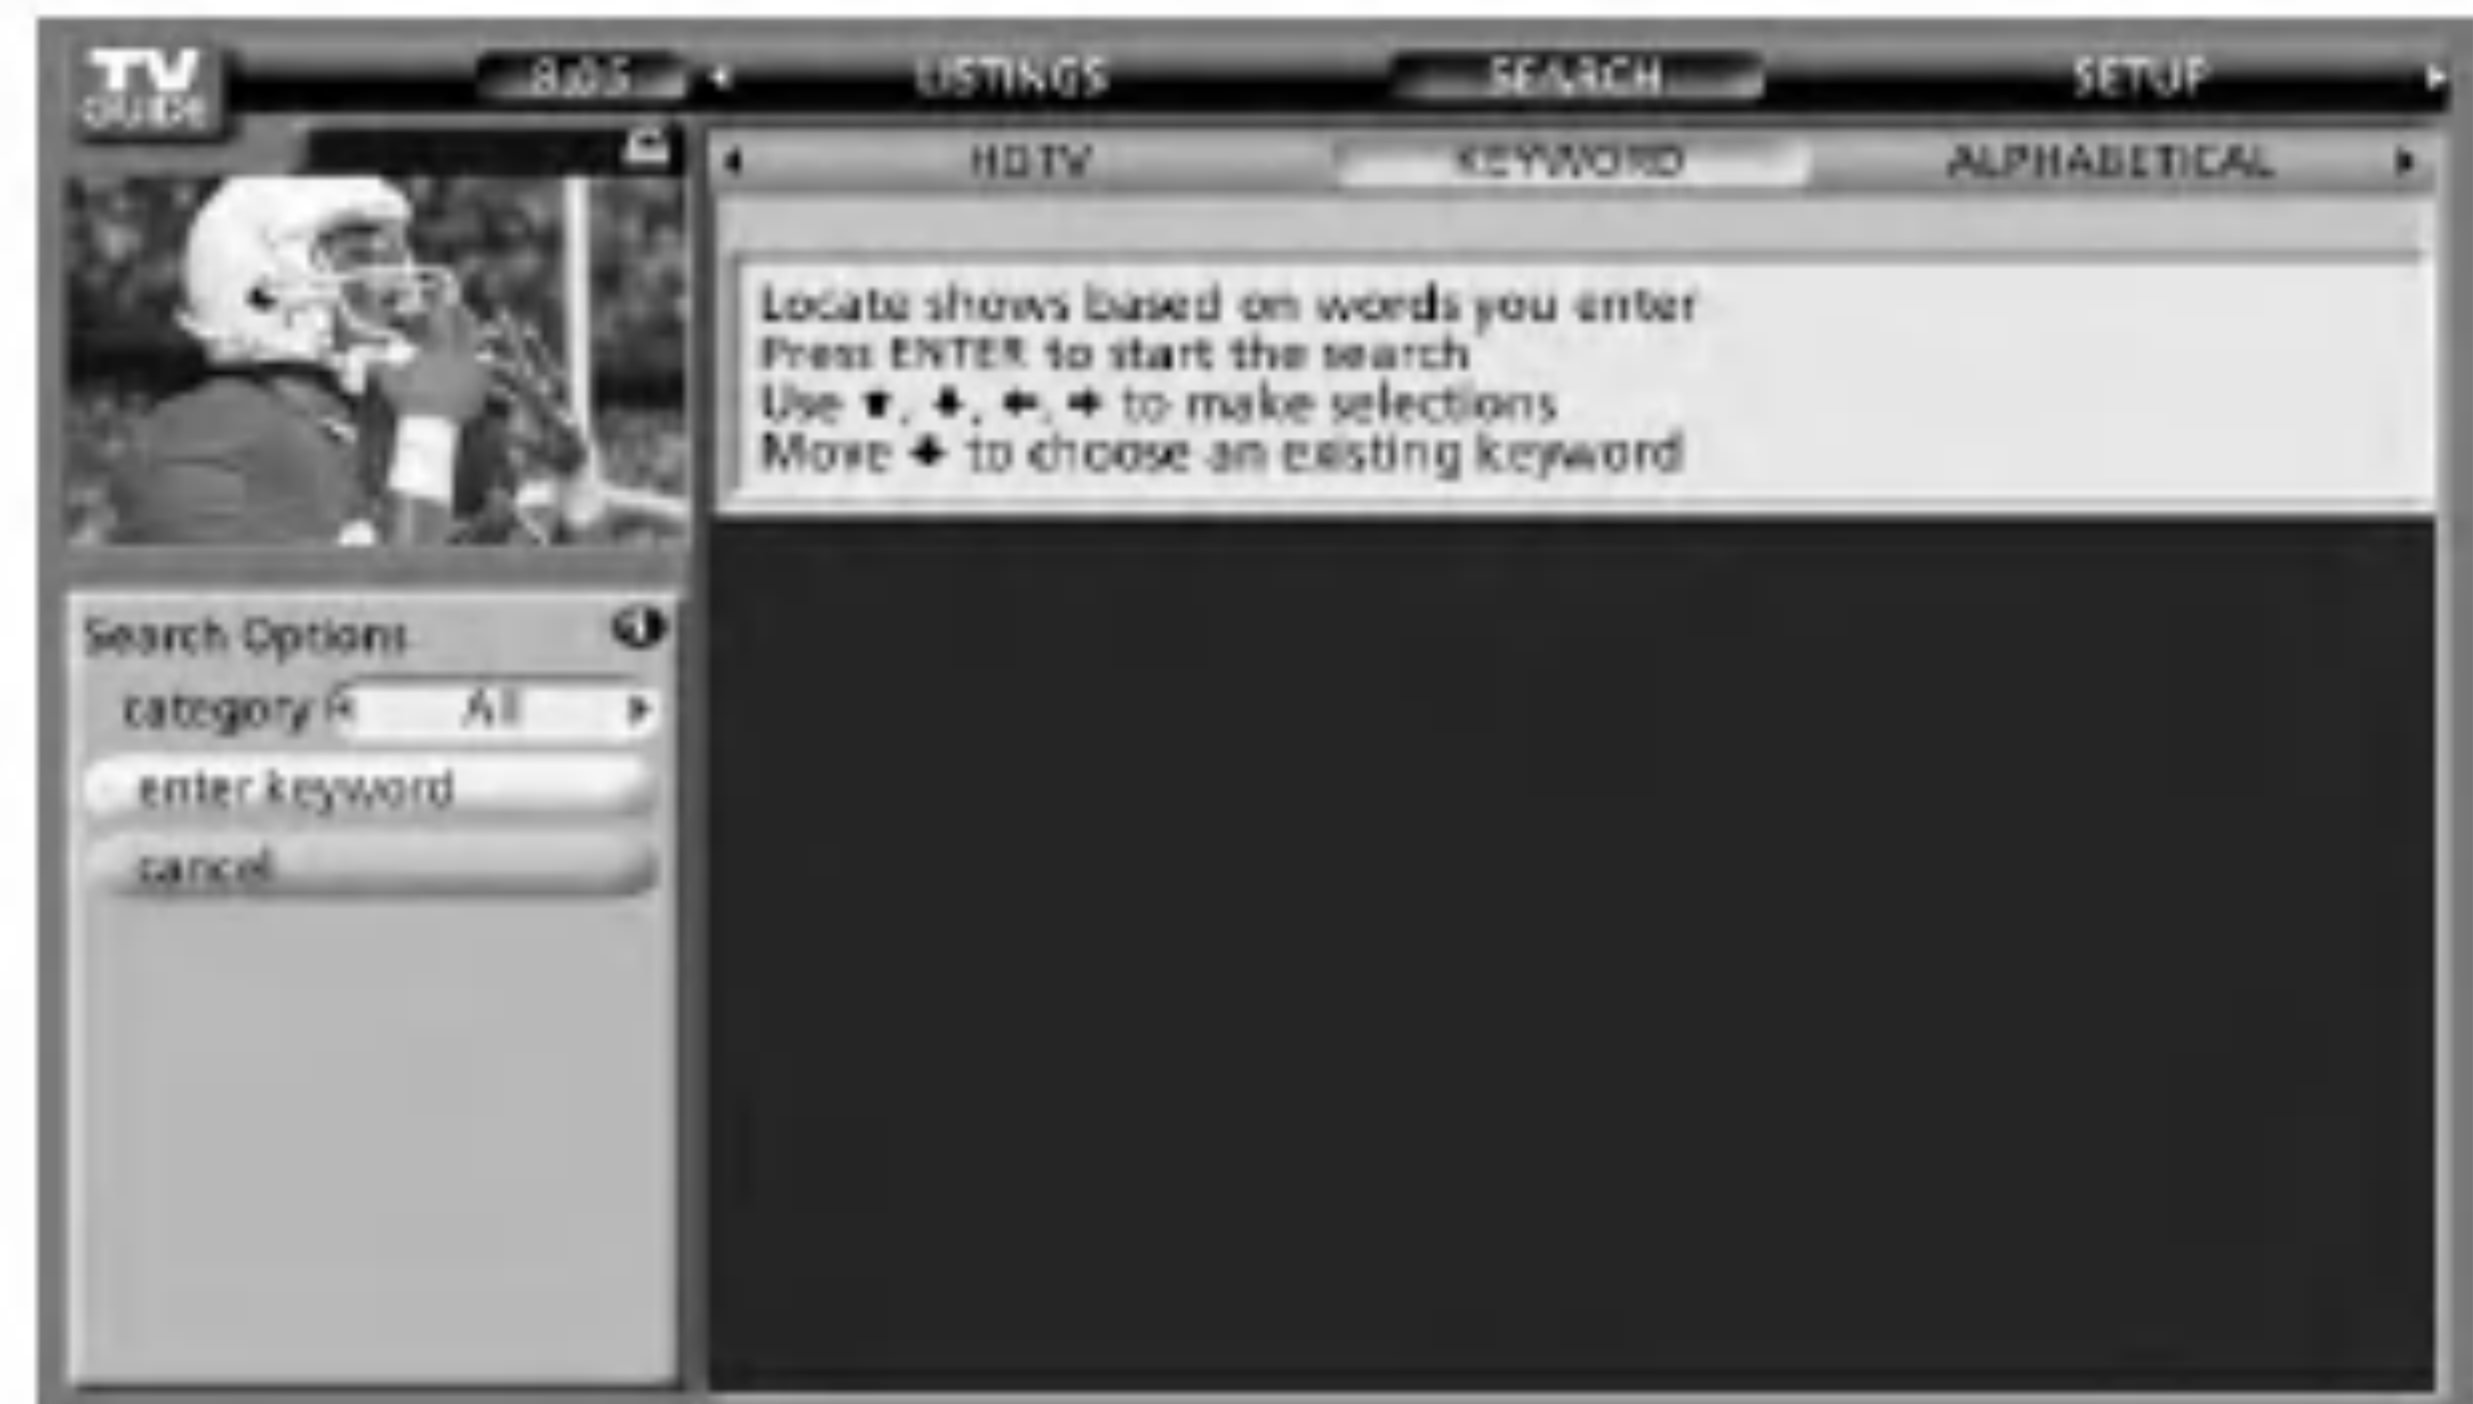 TV
GUIDE
8:05
LISTINGS
SEARCH
SETUP
HDTV
KEYWORD
ALPHABETICAL
Locate shows based on words you enter
Press ENTER to start the search
Use ↑, ↓, ←, → to make selections
Move ↓ to choose an existing keyword
Search Options
category
All
enter keyword
cancel